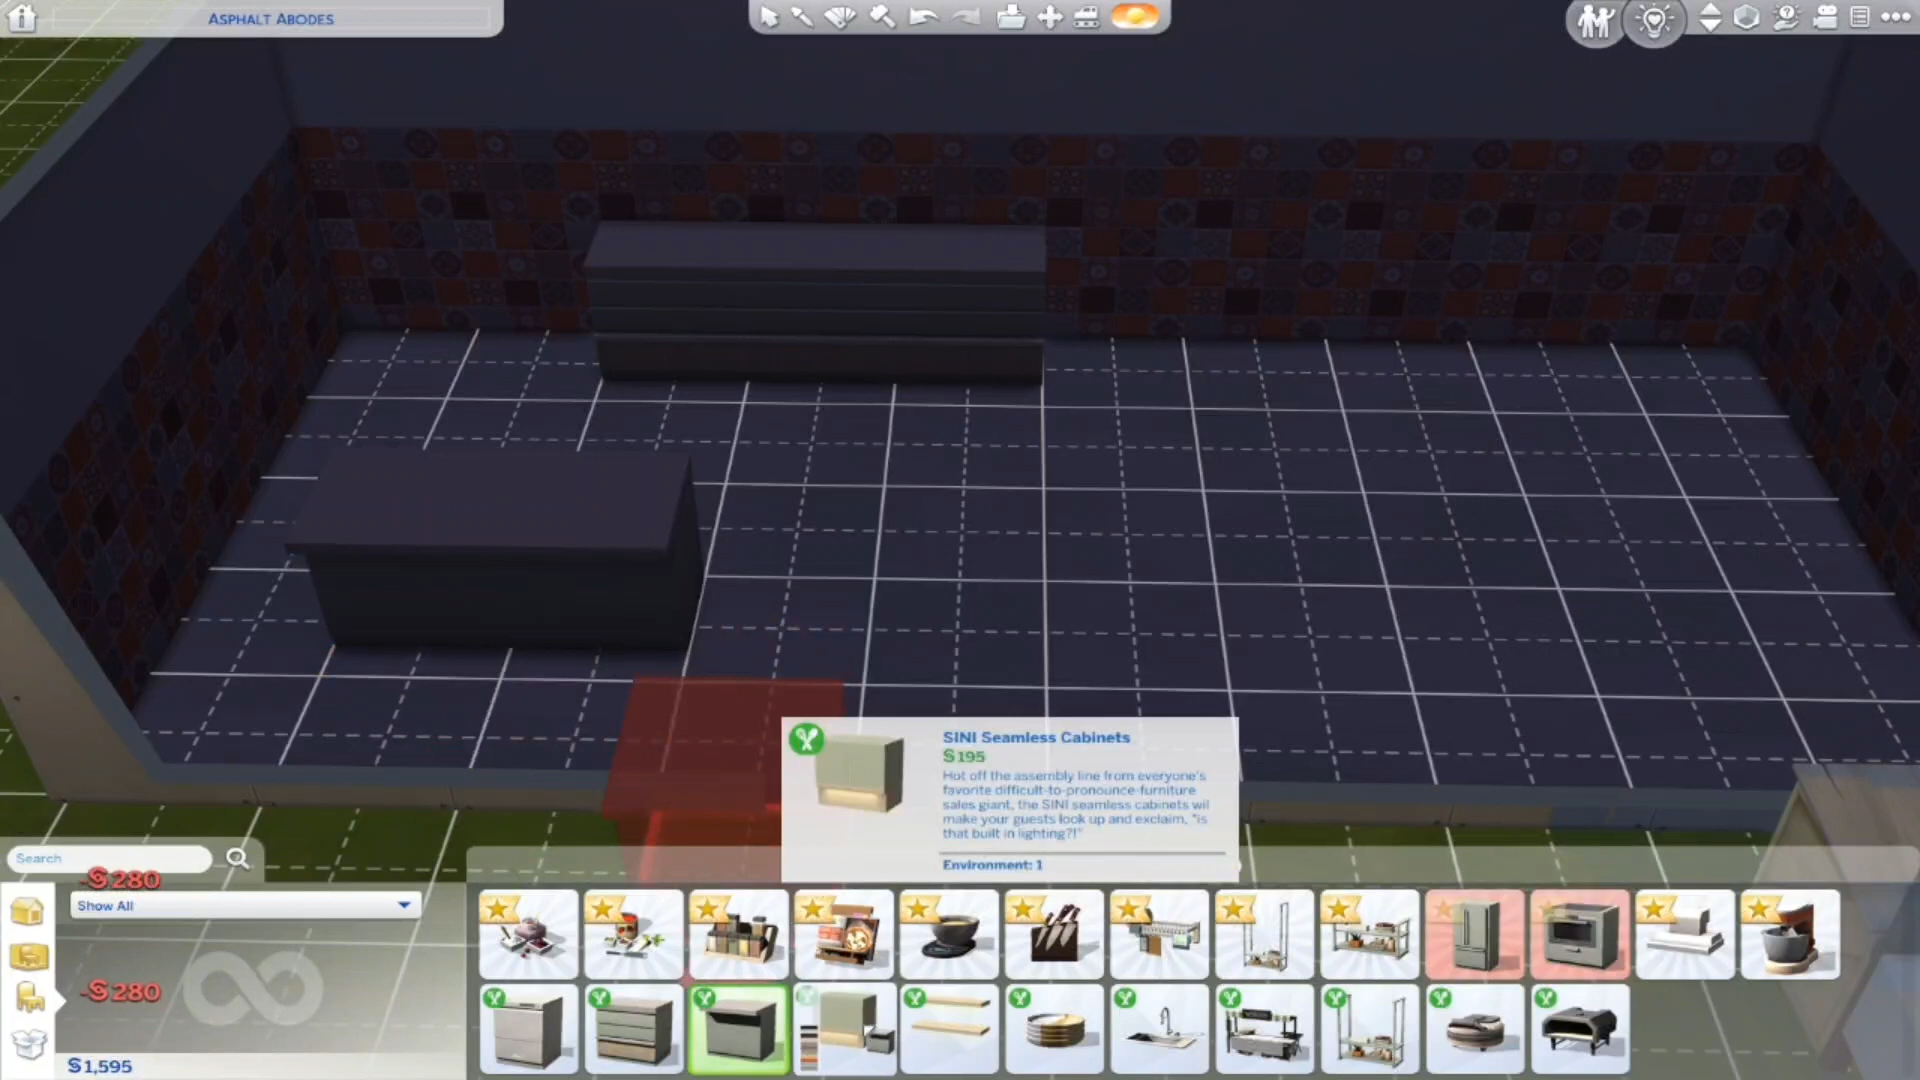 ASPHALT ABODES
SINI Seamless Cabinets
§195
Hot off the assembly line from everyone's
favorite difficult-to-pronounce-furniture
sales giant, the SINI seamless cabinets wil
make your guests look up and exclaim, "is
that built in lighting?!"
Environment: 1
Search
-§280
Show All
-§280
§1,595